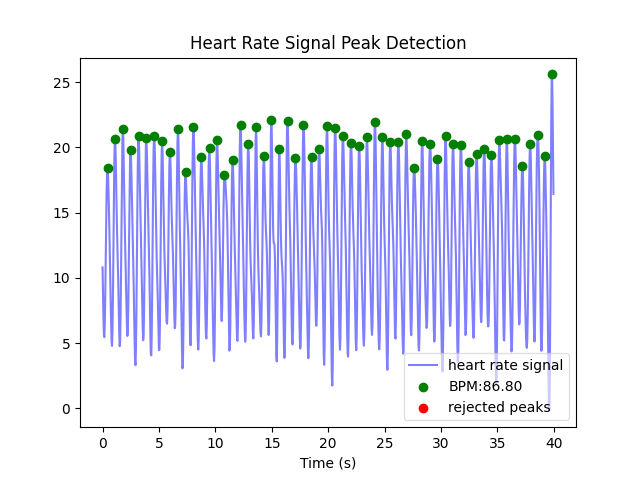 Heart Rate Signal Peak Detection
25
20
15
10
5
0
heart rate signal
BPM:86.80
rejected peaks
0 5 10 15 20 25 30 35 40
Time (s)